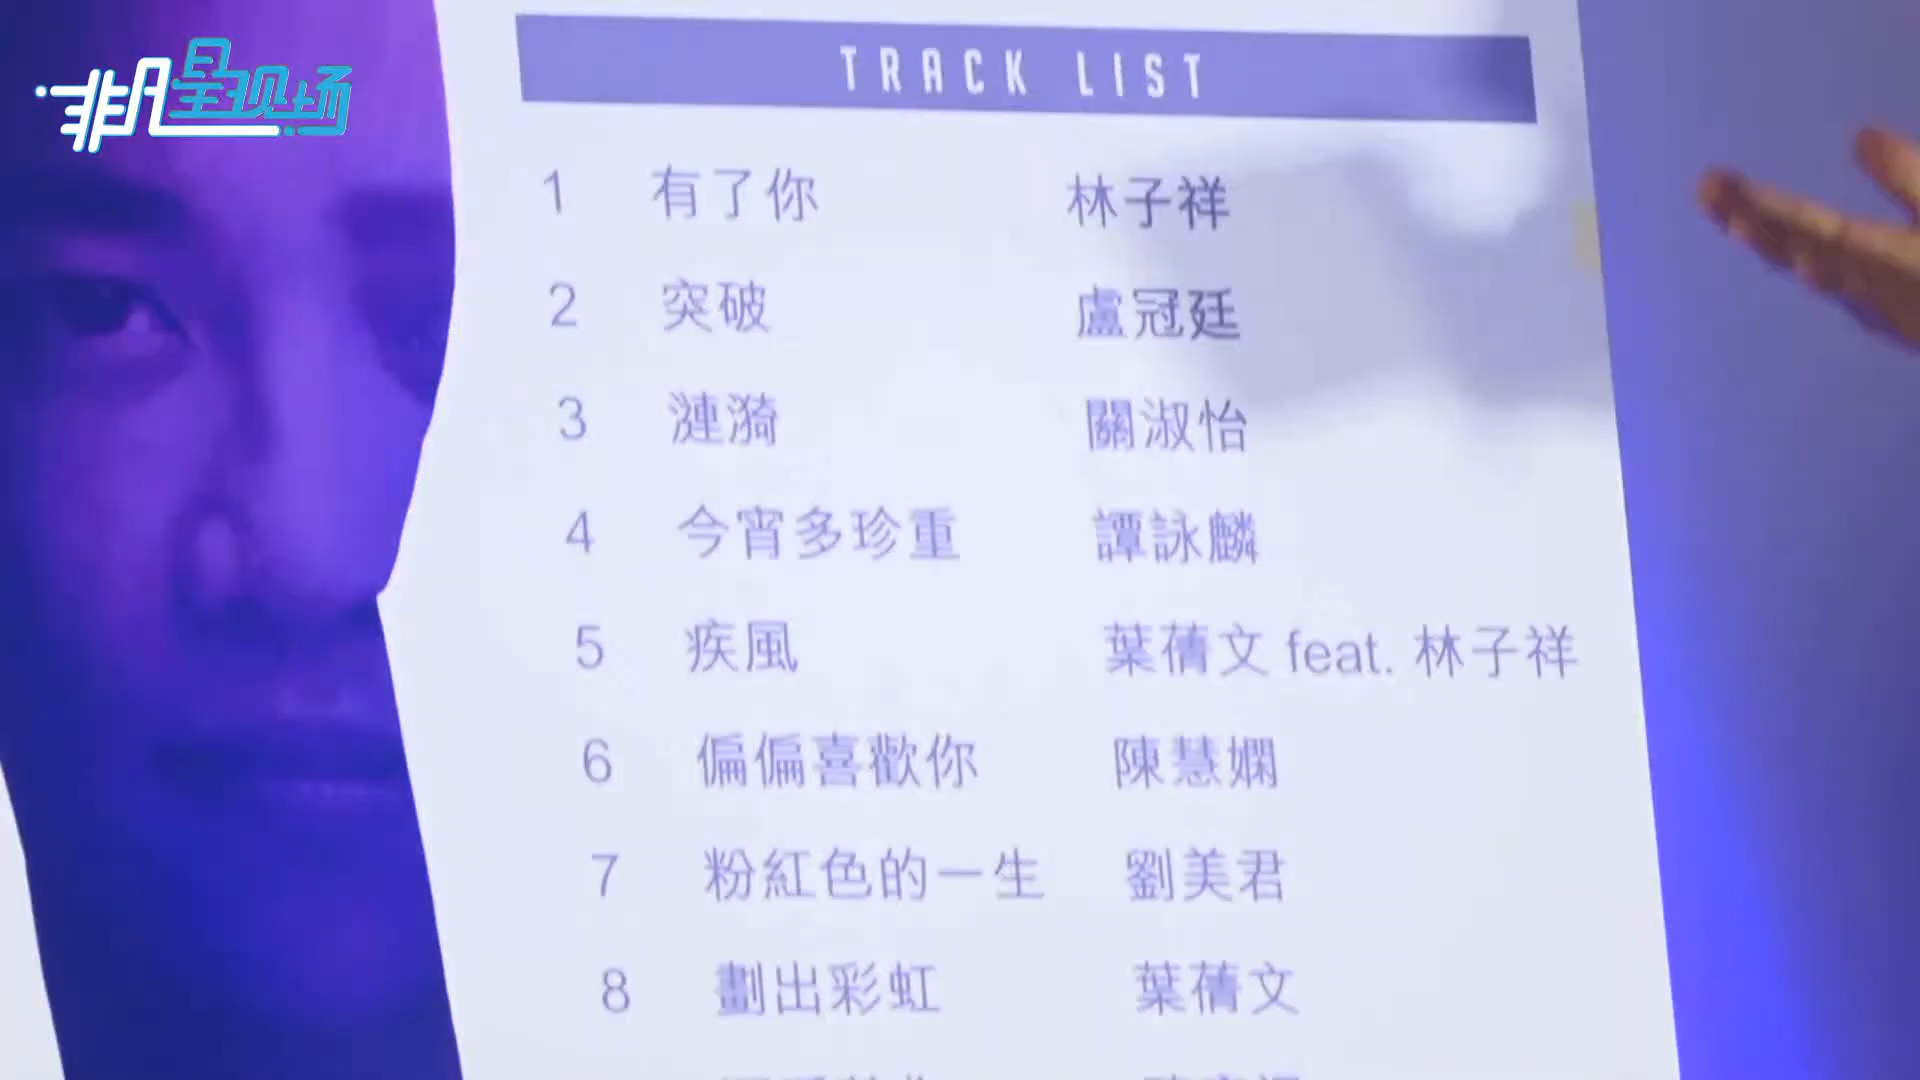 非凡星现场
TRACK LIST
1 有了你 林子祥
2 突破 盧冠廷
3 漣漪 關淑怡
4 今宵多珍重 譚詠麟
5 疾風 葉蒨文 feat. 林子祥
6 偏偏喜歡你 陳慧嫻
7 粉紅色的一生 劉美君
8 劃出彩虹 葉蒨文